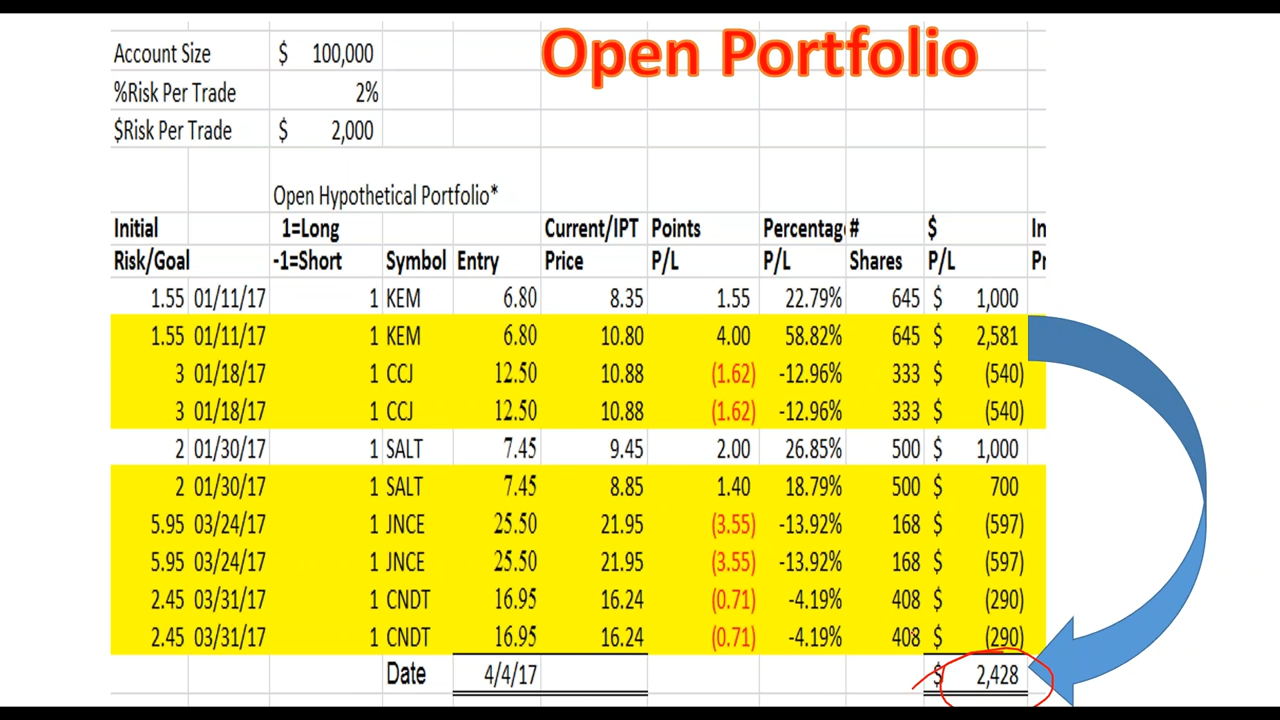 Open Portfolio
Account Size $ 100,000
%Risk Per Trade 2%
$Risk Per Trade $ 2,000
Open Hypothetical Portfolio*
Initial 1=Long Current/IPT Points Percentag # $ In
Risk/Goal -1=Short Symbol Entry Price P/L P/L Shares P/L Pr
1.55 01/11/17 1 KEM 6.80 8.35 1.55 22.79% 645 $ 1,000
1.55 01/11/17 1 KEM 6.80 10.80 4.00 58.82% 645 $ 2,581
3 01/18/17 1 CCJ 12.50 10.88 (1.62) -12.96% 333 $ (540)
3 01/18/17 1 CCJ 12.50 10.88 (1.62) -12.96% 333 $ (540)
2 01/30/17 1 SALT 7.45 9.45 2.00 26.85% 500 $ 1,000
2 01/30/17 1 SALT 7.45 8.85 1.40 18.79% 500 $ 700
5.95 03/24/17 1 JNCE 25.50 21.95 (3.55) -13.92% 168 $ (597)
5.95 03/24/17 1 JNCE 25.50 21.95 (3.55) -13.92% 168 $ (597)
2.45 03/31/17 1 CNDT 16.95 16.24 (0.71) -4.19% 408 $ (290)
2.45 03/31/17 1 CNDT 16.95 16.24 (0.71) -4.19% 408 $ (290)
Date 4/4/17 $ 2,428